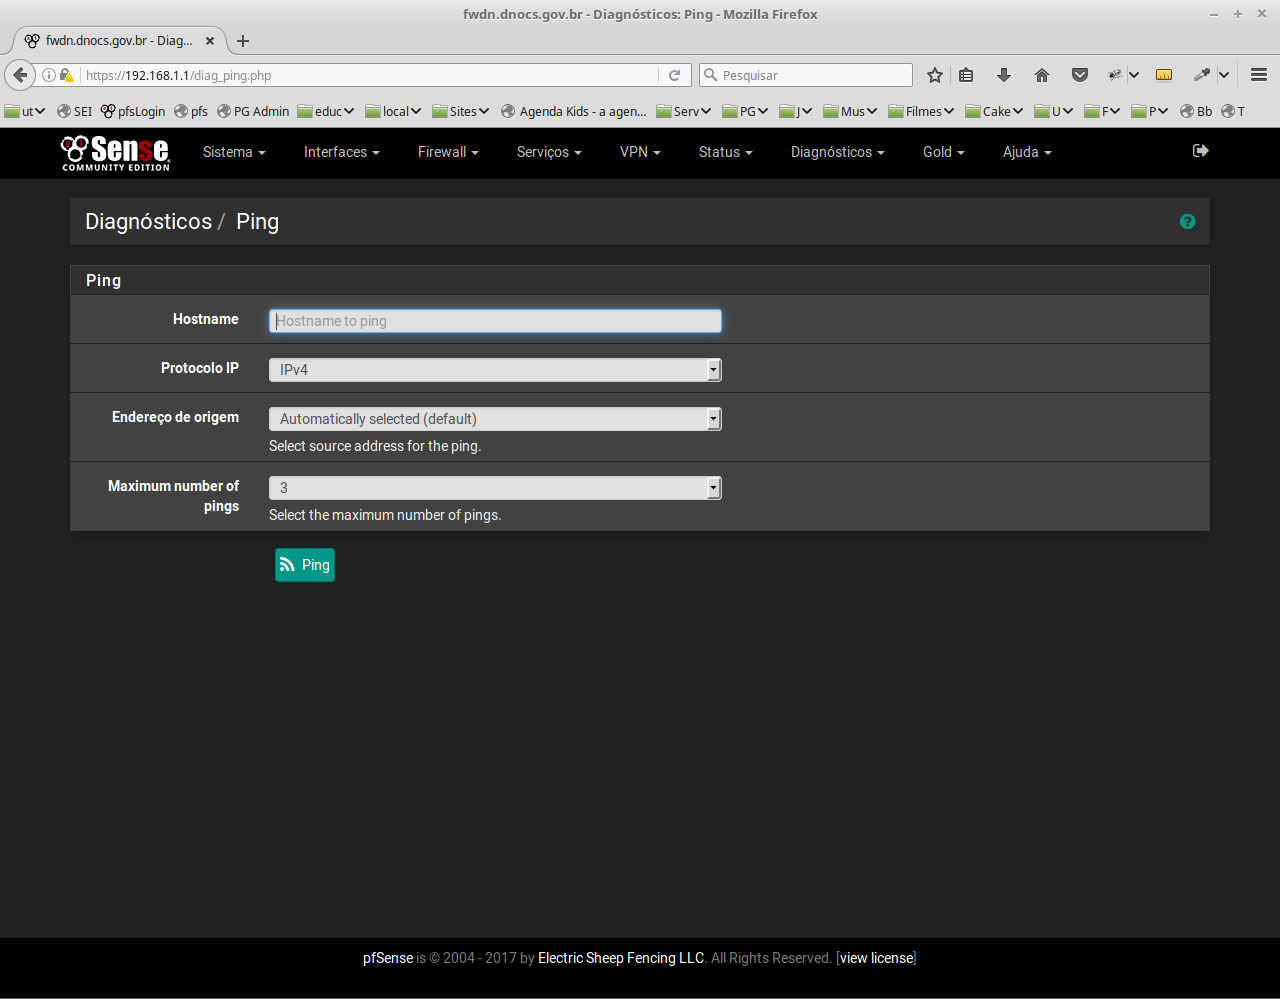 fwdn.dnocs.gov.br - Diagnósticos: Ping - Mozilla Firefox
fwdn.dnocs.gov.br - Diag...
https://192.168.1.1/diag_ping.php
Pesquisar
ut SEI pfsLogin pfs PG Admin educ local Sites Agenda Kids - a agen... Serv PG J Mus Filmes Cake U F P Bb T
Sense
COMMUNITY EDITION
Sistema Interfaces Firewall Serviços VPN Status Diagnósticos Gold Ajuda
Diagnósticos / Ping
Ping
Hostname
Hostname to ping
Protocolo IP
IPv4
Endereço de origem
Automatically selected (default)
Select source address for the ping.
Maximum number of
pings
3
Select the maximum number of pings.
Ping
pfSense is © 2004 - 2017 by Electric Sheep Fencing LLC. All Rights Reserved. [view license]